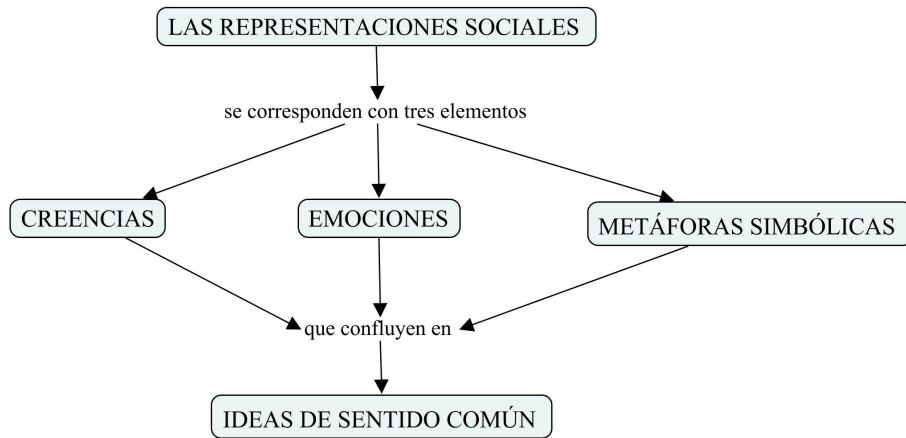 LAS REPRESENTACIONES SOCIALES
se corresponden con tres elementos
CREENCIAS
EMOCIONES
METÁFORAS SIMBÓLICAS
que confluyen en
IDEAS DE SENTIDO COMÚN